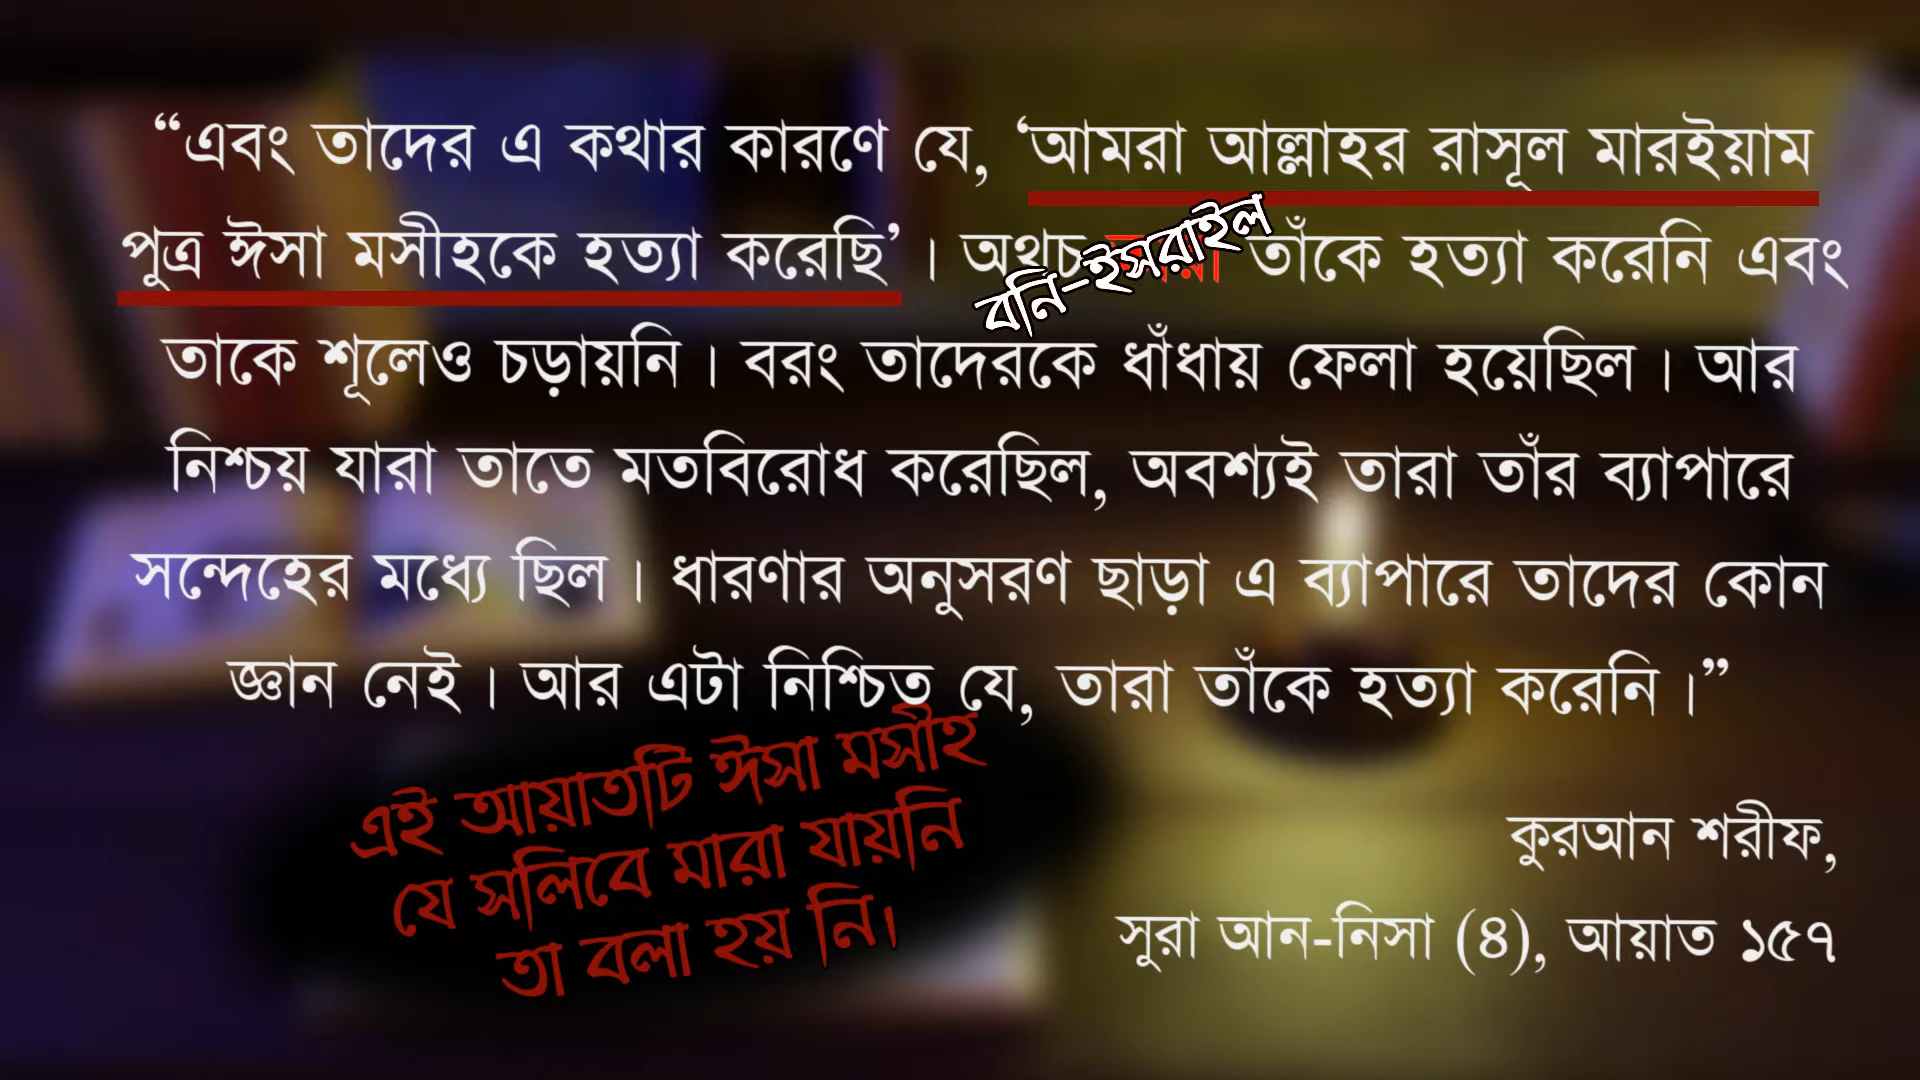 “এবং তাদের এ কথার কারণে যে, ‘আমরা আল্লাহর রাসূল মারইয়াম
পুত্র ঈসা মসীহকে হত্যা করেছি’ । অথচ তাঁকে হত্যা করেনি এবং
বনি-ইসরাইল
তাকে শূলেও চড়ায়নি । বরং তাদেরকে ধাঁধায় ফেলা হয়েছিল । আর
নিশ্চয় যারা তাতে মতবিরোধ করেছিল, অবশ্যই তারা তাঁর ব্যাপারে
সন্দেহের মধ্যে ছিল । ধারণার অনুসরণ ছাড়া এ ব্যাপারে তাদের কোন
জ্ঞান নেই । আর এটা নিশ্চিত যে, তারা তাঁকে হত্যা করেনি ।”
এই আয়াতটি ঈসা মসীহ
যে সলিবে মারা যায়নি
তা বলা হয় নি।
কুরআন শরীফ,
সুরা আন-নিসা (৪), আয়াত ১৫৭